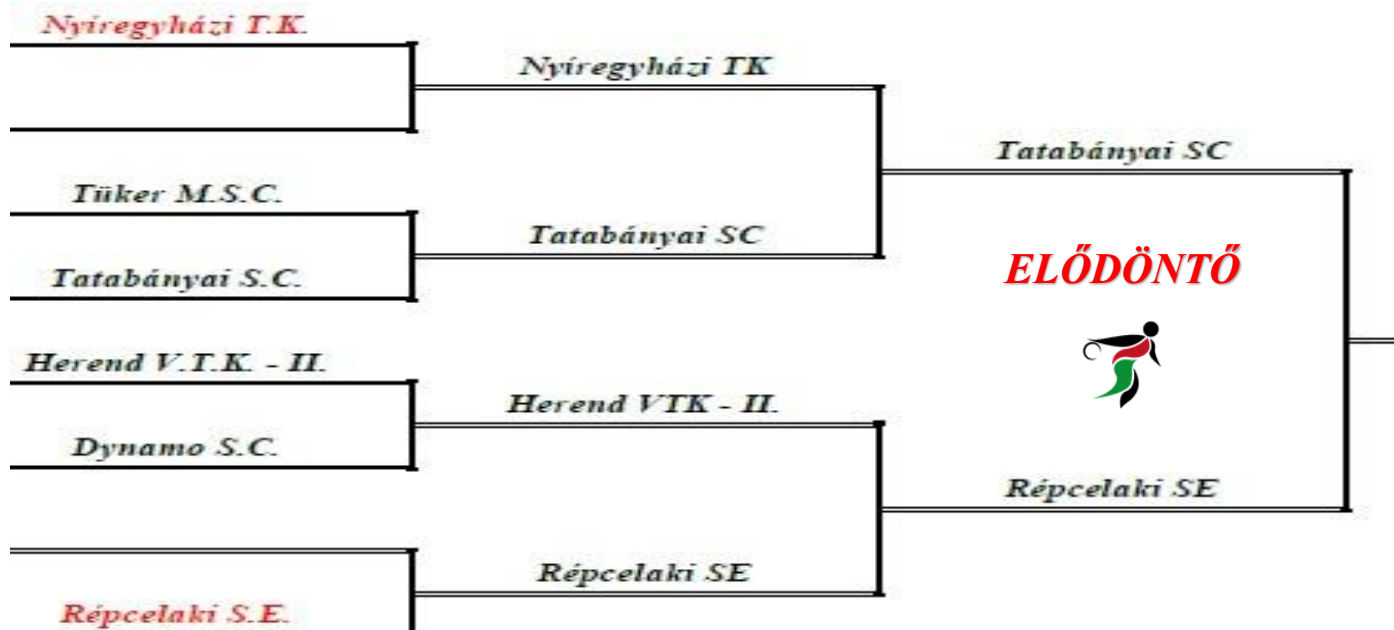 Nyíregyházi T.K.
Tüker M.S.C.
Tatabányai S.C.
Herend V.T.K. - II.
Dynamo S.C.
Répcelaki S.E.
Nyíregyházi TK
Tatabányai SC
Herend VTK - II.
Répcelaki SE
Tatabányai SC
ELŐDÖNTŐ
Répcelaki SE